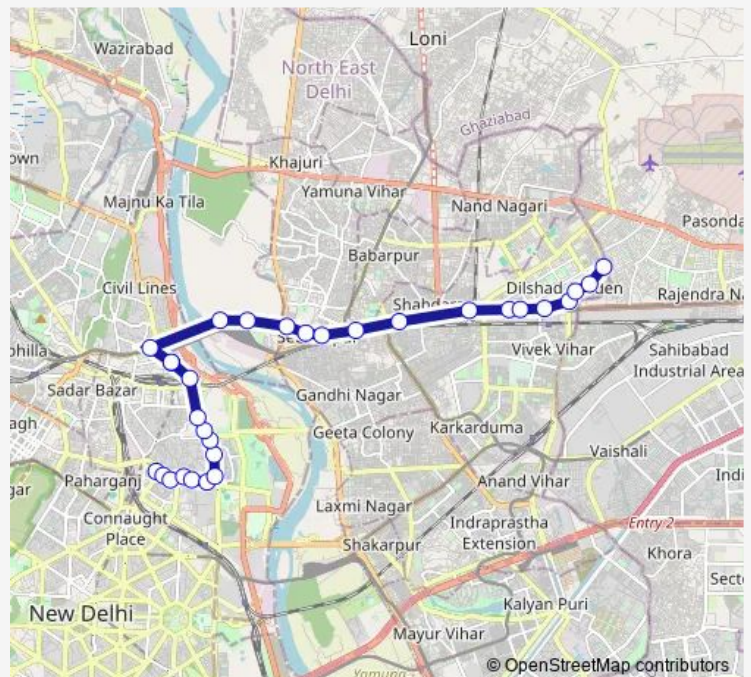 Wazirabad
Loni
North East
Delhi
Ghaziabad
own
Khajuri
Majnu Ka Tila
Yamuna Vihar
Nand Nagari
Pasonda
Babarpur
Civil Lines
Dilshad
Shahdara
Rajendra Na
philla
Vivek Vihar
Sahibabad
Industrial Area
Sadar Bazar
Gandhi Nagar
agh
Geeta Colony
Karkarduma
Vaishali
Paharganj
gar
Anand Vihar
Indi
Connaught
Place
Laxmi Nagar
Indraprastha
Extension
Entry 2
Shakarpur
Khora
Secto
New Delhi
Kalyan Puri
Mayur Vihar
Yamuna
© OpenStreetMap contributors